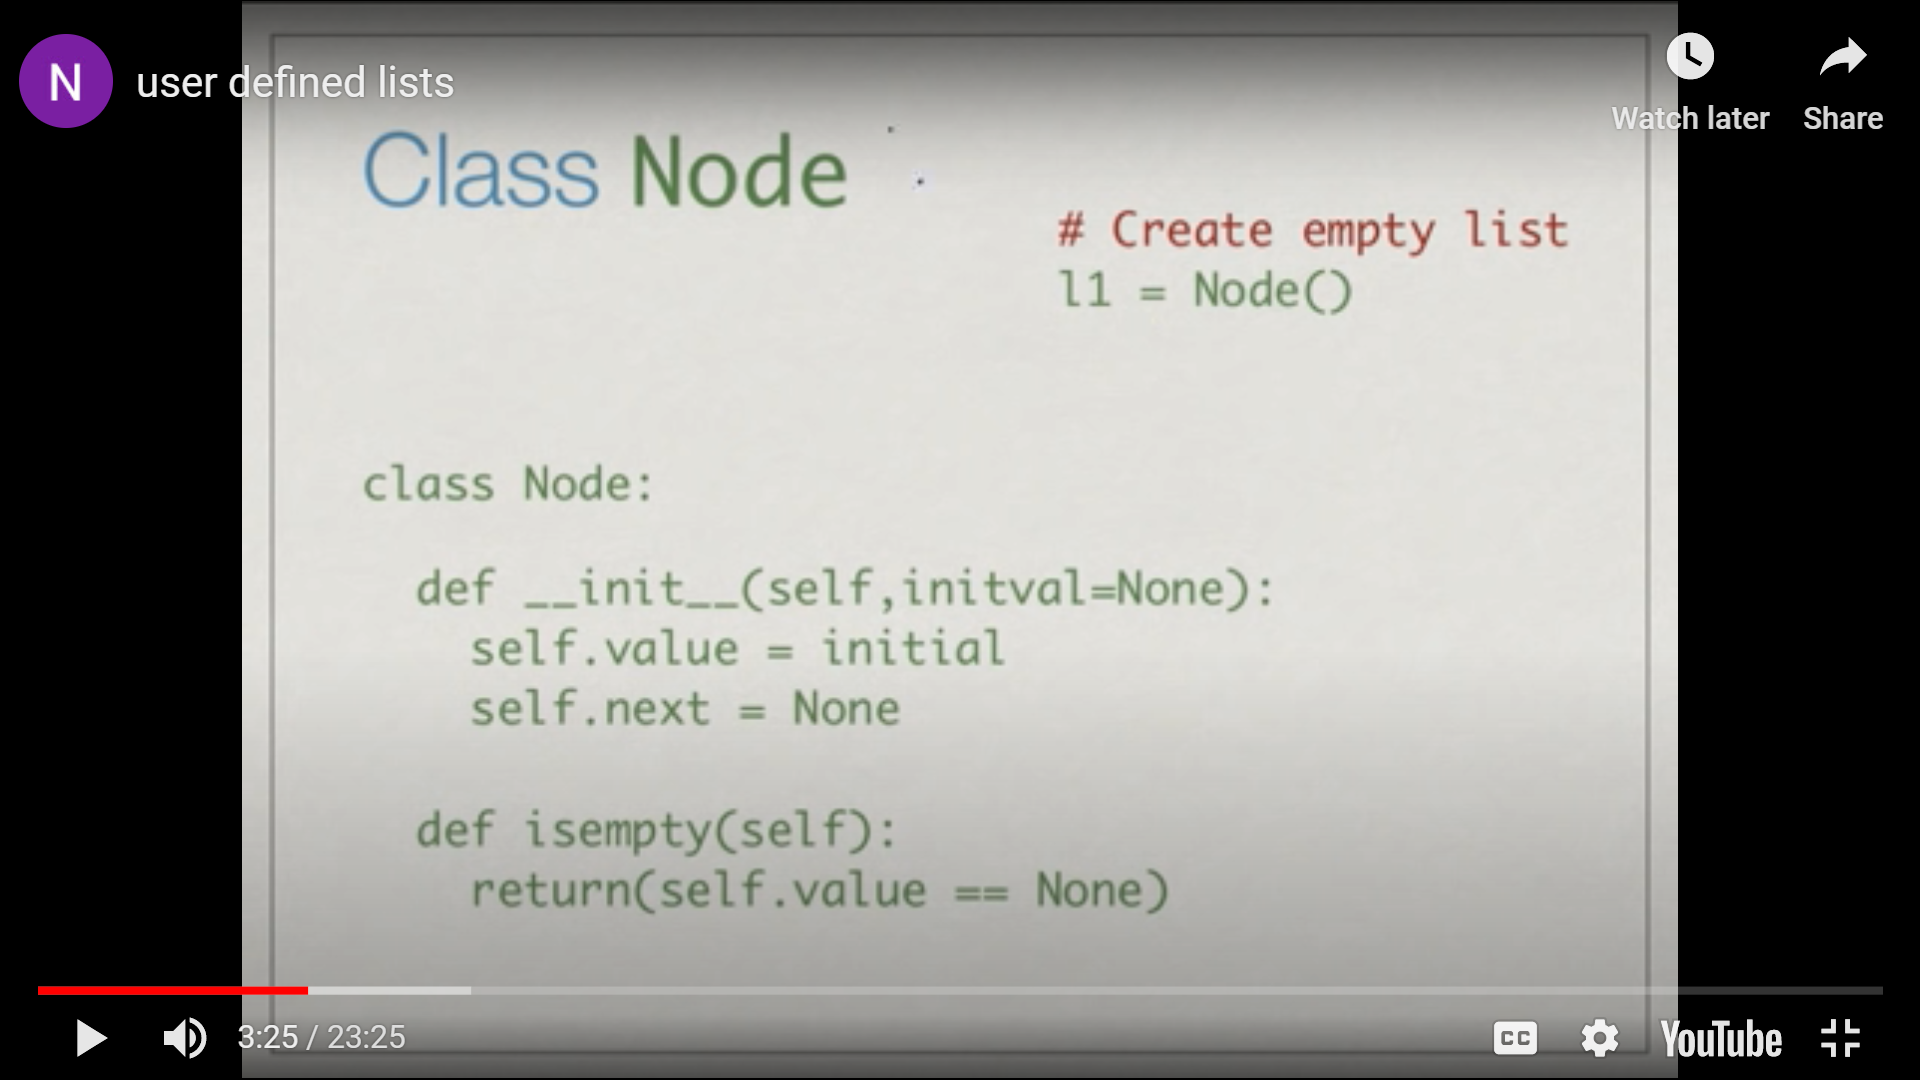 N
user defined lists
Watch later
Share
Class Node
# Create empty list
l1 = Node()
class Node:
def __init__(self,initval=None):
self.value = initial
self.next = None
def isempty(self):
return(self.value == None)
3:25 / 23:25
CC
YouTube